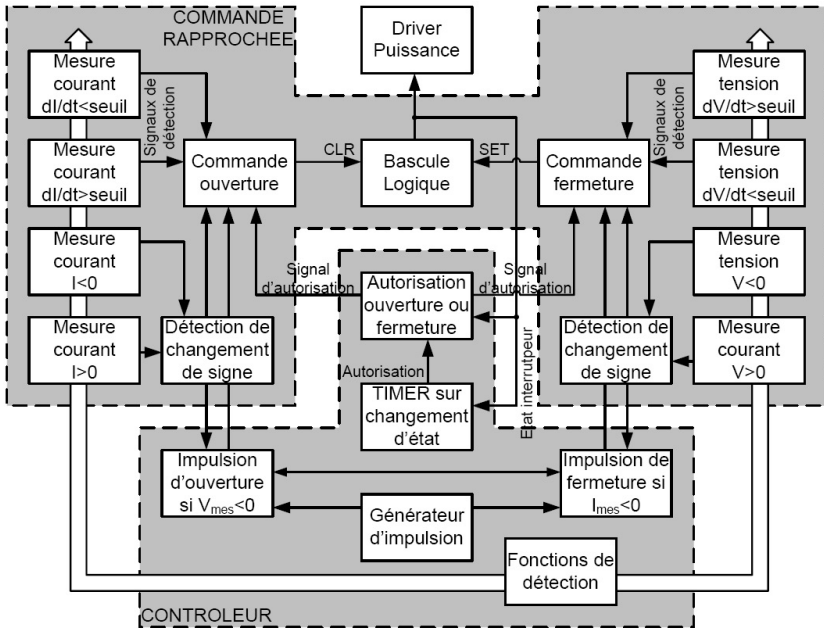 COMMANDE
RAPPROCHEE
Driver
Puissance
Mesure
courant
dI/dt<seuil
Signaux de
détection
Mesure
courant
dI/dt>seuil
Commande
ouverture
CLR
Bascule
Logique
SET
Commande
fermeture
Mesure
tension
dV/dt>seuil
Signaux de
détection
Mesure
tension
dV/dt<seuil
Mesure
courant
I<0
Signal
d'autorisation
Autorisation
ouverture ou
fermeture
Signal
d'autorisation
Mesure
tension
V<0
Mesure
courant
I>0
Détection de
changement
de signe
Autorisation
TIMER sur
changement
d'état
Etat interrutpeur
Détection de
changement
de signe
Mesure
courant
V>0
Impulsion
d'ouverture
si Vmes<0
Générateur
d'impulsion
Impulsion de
fermeture si
Imes<0
Fonctions de
détection
CONTROLEUR